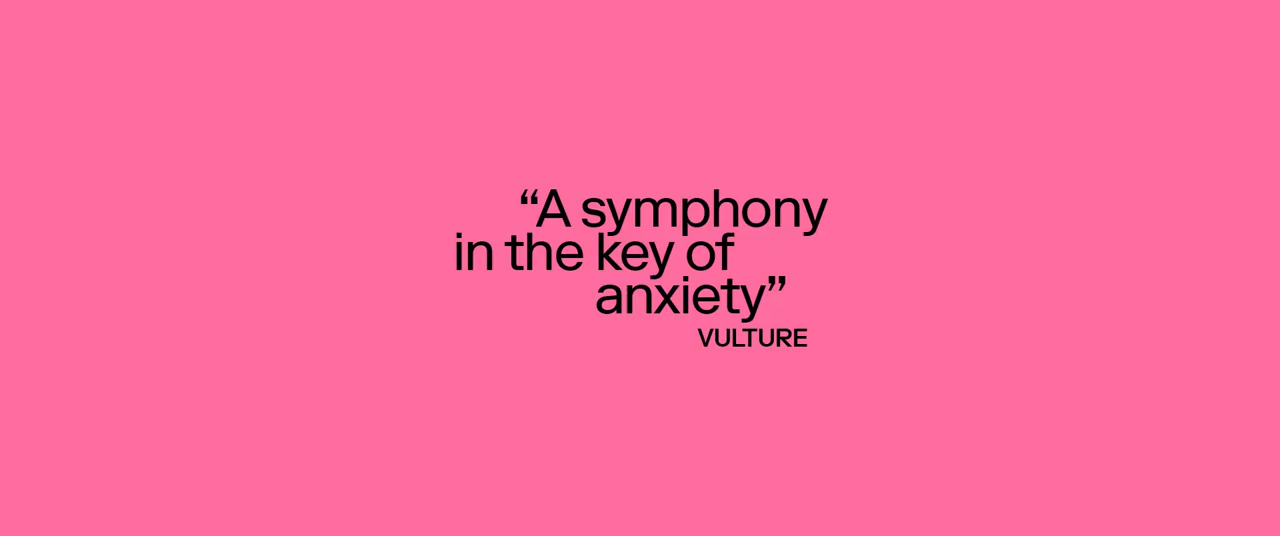 “A symphony
in the key of
anxiety”
VULTURE